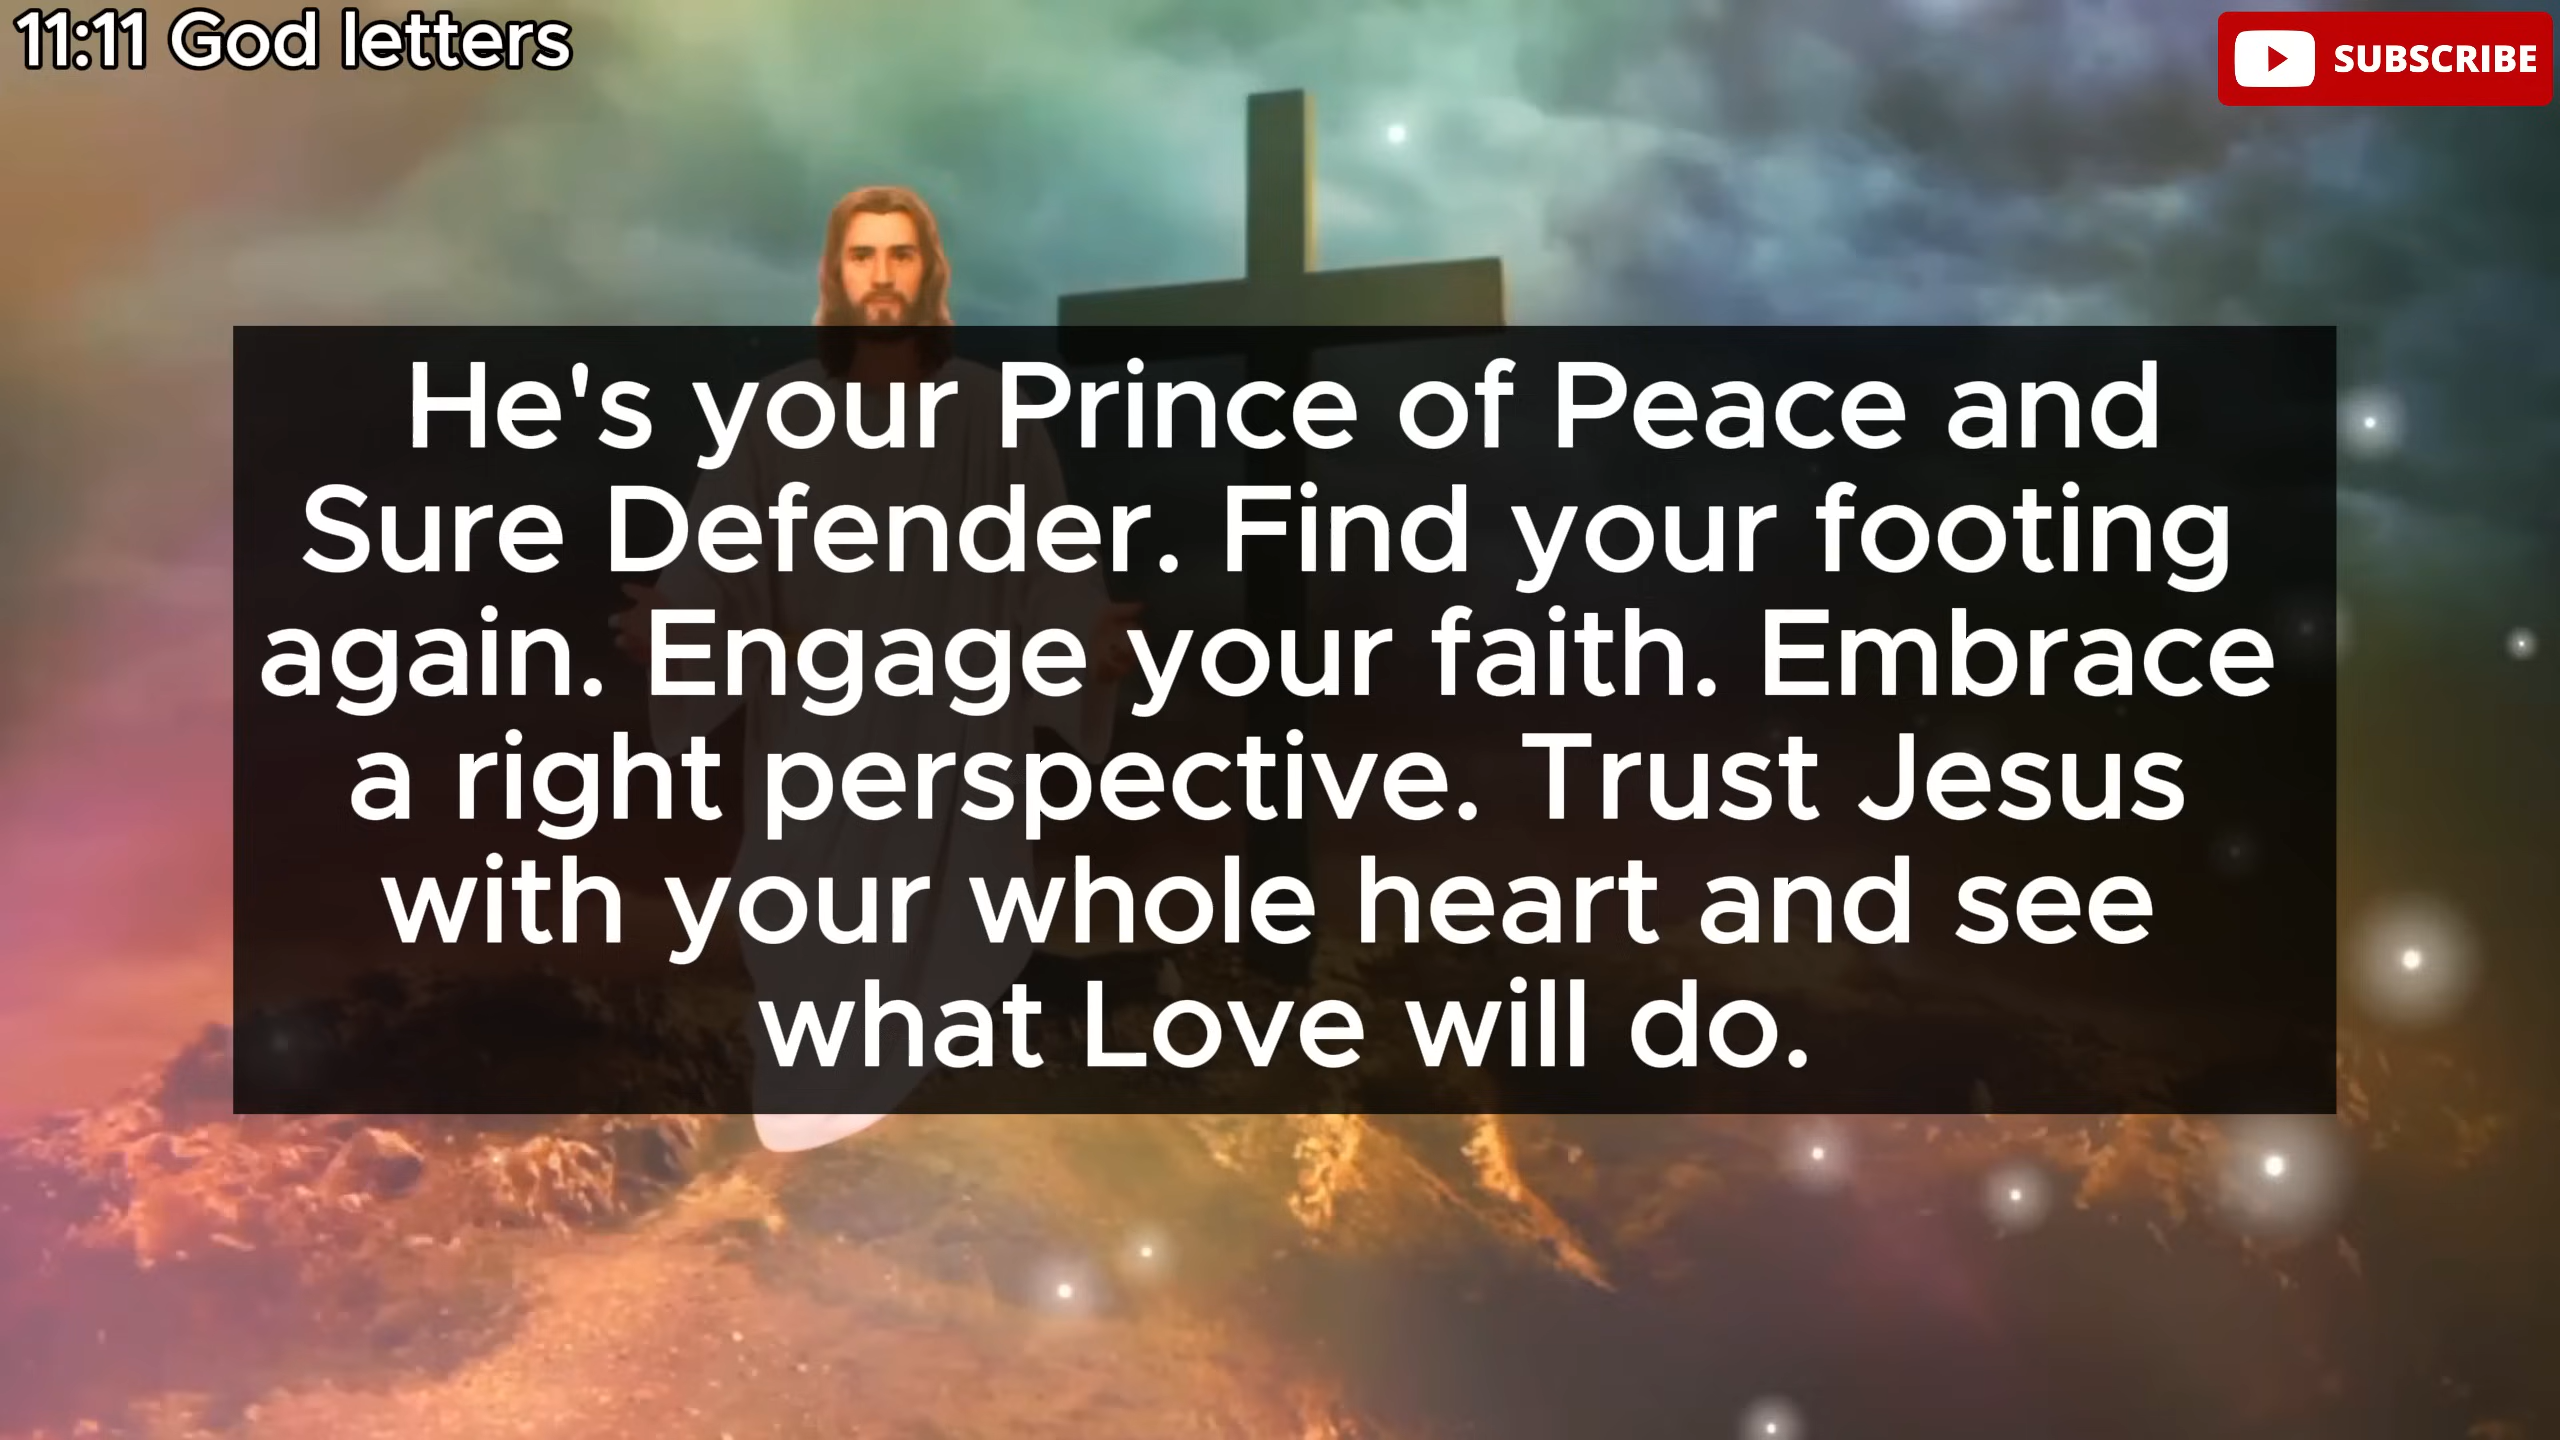 11:11 God letters
SUBSCRIBE
He's your Prince of Peace and
Sure Defender. Find your footing
again. Engage your faith. Embrace
a right perspective. Trust Jesus
with your whole heart and see
what Love will do.